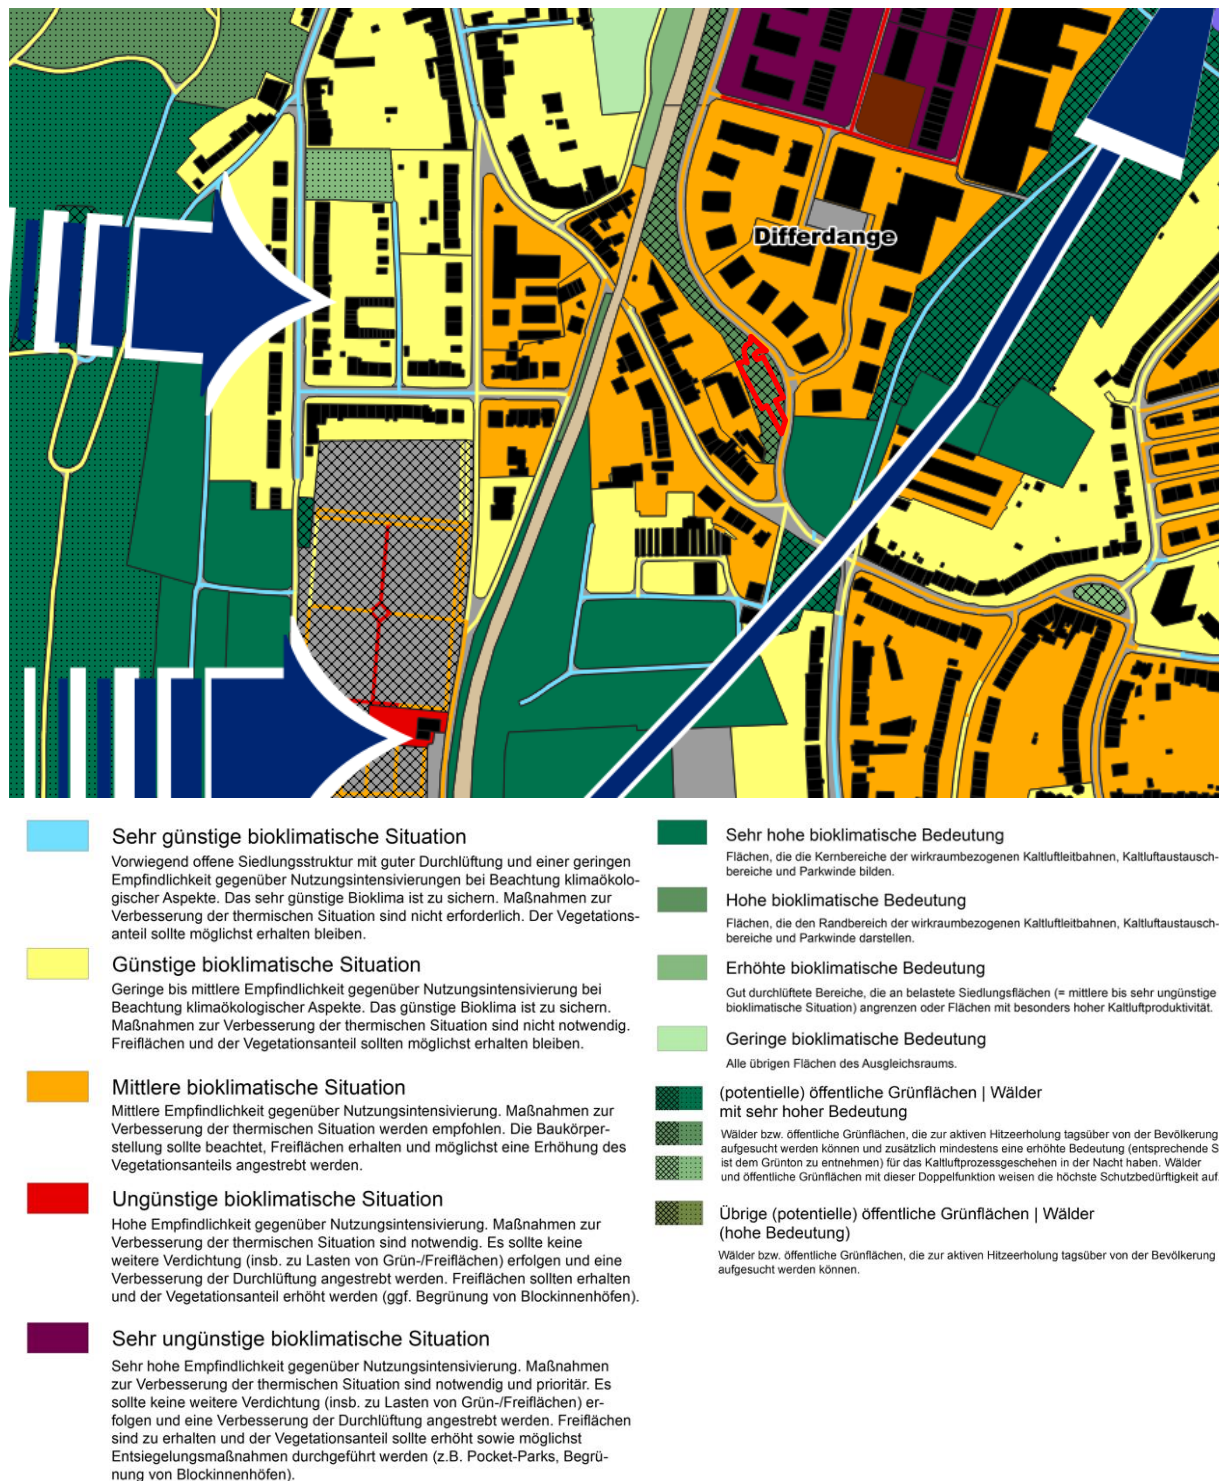 Differdange
Sehr günstige bioklimatische Situation
Vorwiegend offene Siedlungsstruktur mit guter Durchlüftung und einer geringen
Empfindlichkeit gegenüber Nutzungsintensivierungen bei Beachtung klimaökolo-
gischer Aspekte. Das sehr günstige Bioklima ist zu sichern. Maßnahmen zur
Verbesserung der thermischen Situation sind nicht erforderlich. Der Vegetations-
anteil sollte möglichst erhalten bleiben.
Günstige bioklimatische Situation
Geringe bis mittlere Empfindlichkeit gegenüber Nutzungsintensivierung bei
Beachtung klimaökologischer Aspekte. Das günstige Bioklima ist zu sichern.
Maßnahmen zur Verbesserung der thermischen Situation sind nicht notwendig.
Freiflächen und der Vegetationsanteil sollten möglichst erhalten bleiben.
Mittlere bioklimatische Situation
Mittlere Empfindlichkeit gegenüber Nutzungsintensivierung. Maßnahmen zur
Verbesserung der thermischen Situation werden empfohlen. Die Baukörper-
stellung sollte beachtet, Freiflächen erhalten und möglichst eine Erhöhung des
Vegetationsanteils angestrebt werden.
Ungünstige bioklimatische Situation
Hohe Empfindlichkeit gegenüber Nutzungsintensivierung. Maßnahmen zur
Verbesserung der thermischen Situation sind notwendig. Es sollte keine
weitere Verdichtung (insb. zu Lasten von Grün-/Freiflächen) erfolgen und eine
Verbesserung der Durchlüftung angestrebt werden. Freiflächen sollten erhalten
und der Vegetationsanteil erhöht werden (ggf. Begrünung von Blockinnenhöfen).
Sehr ungünstige bioklimatische Situation
Sehr hohe Empfindlichkeit gegenüber Nutzungsintensivierung. Maßnahmen
zur Verbesserung der thermischen Situation sind notwendig und prioritär. Es
sollte keine weitere Verdichtung (insb. zu Lasten von Grün-/Freiflächen) er-
folgen und eine Verbesserung der Durchlüftung angestrebt werden. Freiflächen
sind zu erhalten und der Vegetationsanteil sollte erhöht sowie möglichst
Entsiegelungsmaßnahmen durchgeführt werden (z.B. Pocket-Parks, Begrü-
nung von Blockinnenhöfen).
Sehr hohe bioklimatische Bedeutung
Flächen, die die Kernbereiche der wirkraumbezogenen Kaltluftleitbahnen, Kaltluftaustausch-
bereiche und Parkwinde bilden.
Hohe bioklimatische Bedeutung
Flächen, die den Randbereich der wirkraumbezogenen Kaltluftleitbahnen, Kaltluftaustausch-
bereiche und Parkwinde darstellen.
Erhöhte bioklimatische Bedeutung
Gut durchlüftete Bereiche, die an belastete Siedlungsflächen (= mittlere bis sehr ungünstige
bioklimatische Situation) angrenzen oder Flächen mit besonders hoher Kaltluftproduktivität.
Geringe bioklimatische Bedeutung
Alle übrigen Flächen des Ausgleichsraums.
(potentielle) öffentliche Grünflächen | Wälder
mit sehr hoher Bedeutung
Wälder bzw. öffentliche Grünflächen, die zur aktiven Hitzeerholung tagsüber von der Bevölkerung
aufgesucht werden können und zusätzlich mindestens eine erhöhte Bedeutung (entsprechende S
ist dem Grünton zu entnehmen) für das Kaltluftprozessgeschehen in der Nacht haben. Wälder
und öffentliche Grünflächen mit dieser Doppelfunktion weisen die höchste Schutzbedürftigkeit auf.
Übrige (potentielle) öffentliche Grünflächen | Wälder
(hohe Bedeutung)
Wälder bzw. öffentliche Grünflächen, die zur aktiven Hitzeerholung tagsüber von der Bevölkerung
aufgesucht werden können.